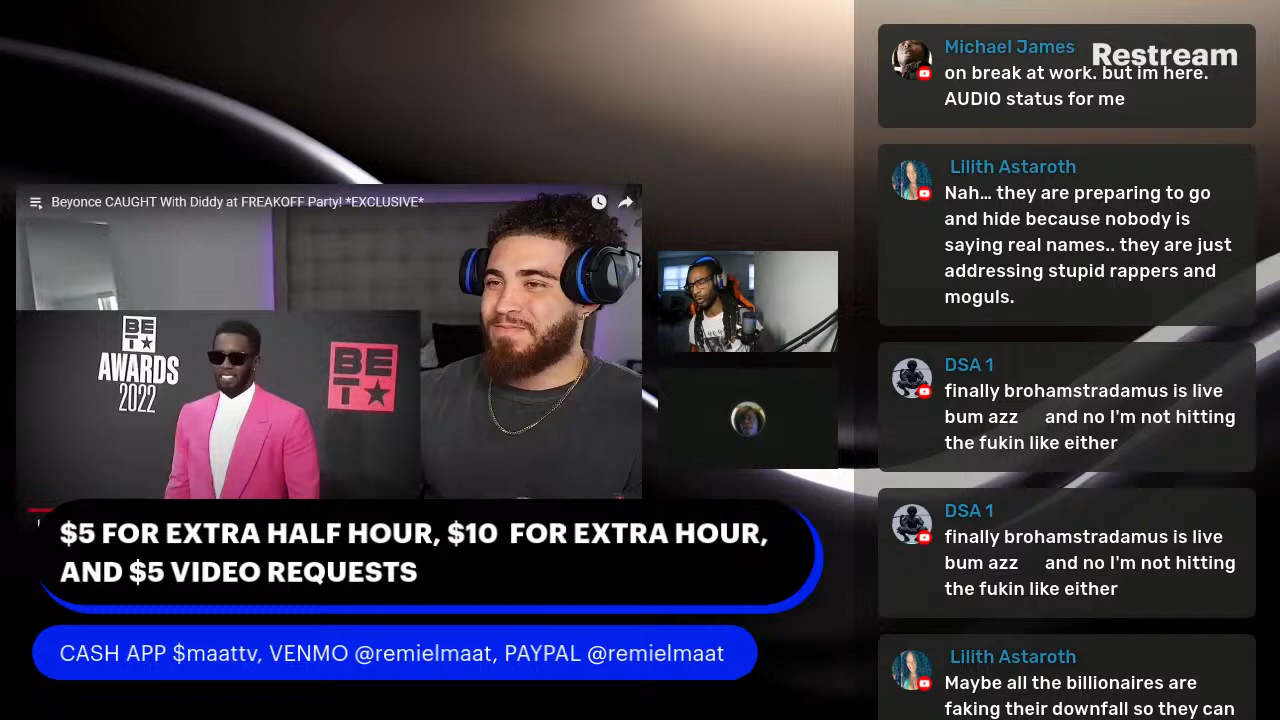 Beyonce CAUGHT With Diddy at FREAKOFF Party! *EXCLUSIVE*
BE
T
AWARDS
2022
BE
T
$5 FOR EXTRA HALF HOUR, $10 FOR EXTRA HOUR,
AND $5 VIDEO REQUESTS
CASH APP $maattv, VENMO @remielmaat, PAYPAL @remielmaat
Restream
Michael James
on break at work. but im here.
AUDIO status for me
Lilith Astaroth
Nah… they are preparing to go
and hide because nobody is
saying real names.. they are just
addressing stupid rappers and
moguls.
DSA 1
finally brohamstradamus is live
bum azz and no I'm not hitting
the fukin like either
DSA 1
finally brohamstradamus is live
bum azz and no I'm not hitting
the fukin like either
Lilith Astaroth
Maybe all the billionaires are
faking their downfall so they can